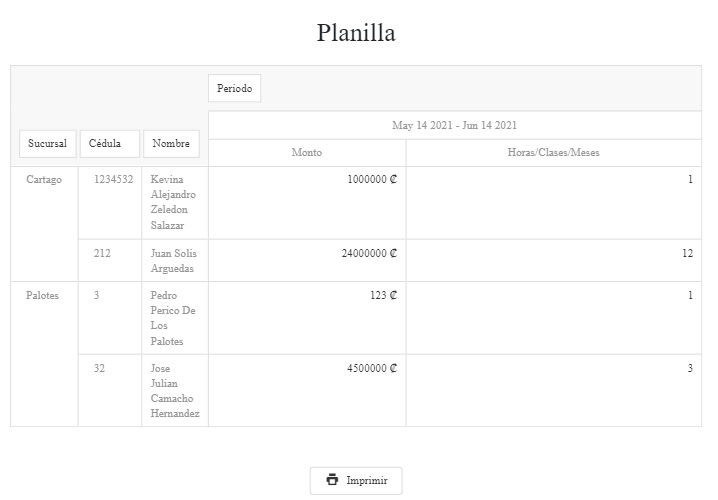 Planilla
Periodo
May 14 2021 - Jun 14 2021
Sucursal Cédula Nombre
Monto Horas/Clases/Meses
Cartago 1234532 Kevina 1000000 ₡ 1
Alejandro
Zeledon
Salazar
212 Juan Solis 24000000 ₡ 12
Arguedas
Palotes 3 Pedro 123 ₡ 1
Perico De
Los
Palotes
32 Jose 4500000 ₡ 3
Julian
Camacho
Hernandez
Imprimir